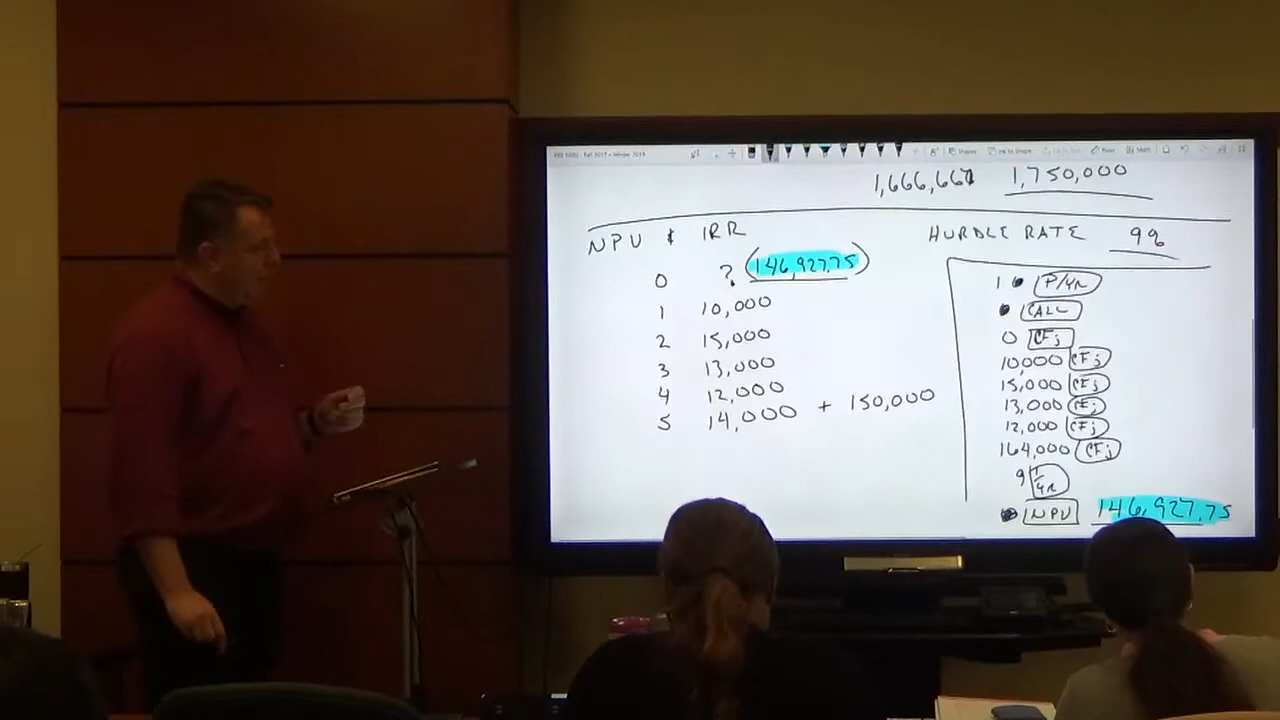 1,666,667 1,750,000
NPV & IRR
0 ? (146,927.75)
1 10,000
2 15,000
3 13,000
4 12,000
5 14,000 + 150,000
HURDLE RATE 9%
1 P/YR
CALL
0 CFj
10,000 CFj
15,000 CFj
13,000 CFj
12,000 CFj
164,000 CFj
9 I/YR
NPV 146,927.75